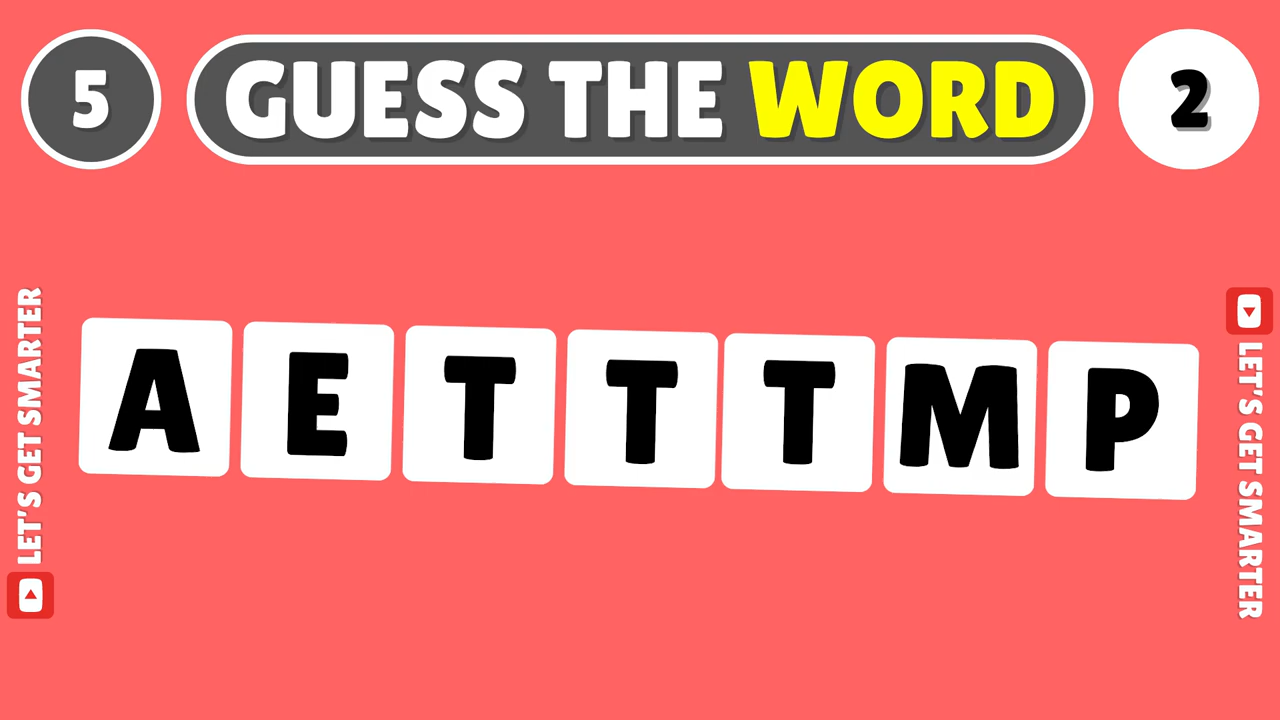 5
GUESS THE WORD
2
LET'S GET SMARTER
A E T T T M P
LET'S GET SMARTER